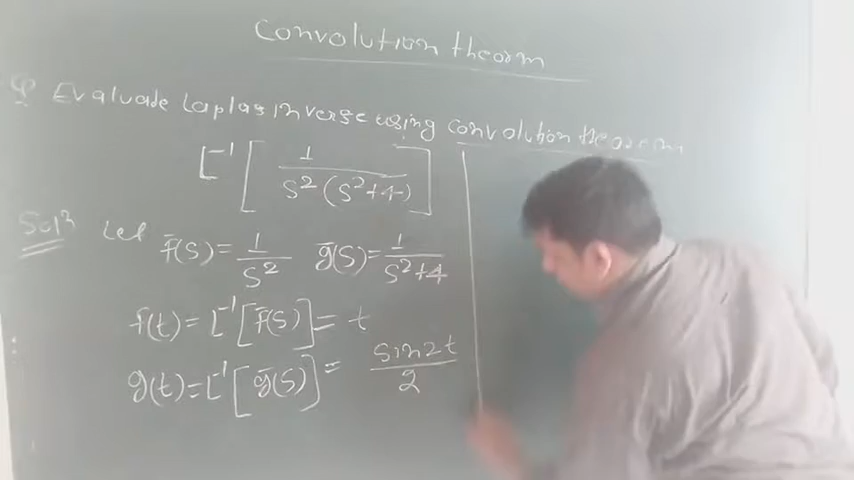 Convolution theorm
Q Evaluate Laplas inverse using convolution theorem
L⁻¹ [ 1 / S²(S²+4) ]
Solⁿ Let f̄(S) = 1/S² ḡ(S) = 1/S²+4
f(t) = L⁻¹[f̄(S)] = t
g(t) = L⁻¹[ḡ(S)] = sin2t/2